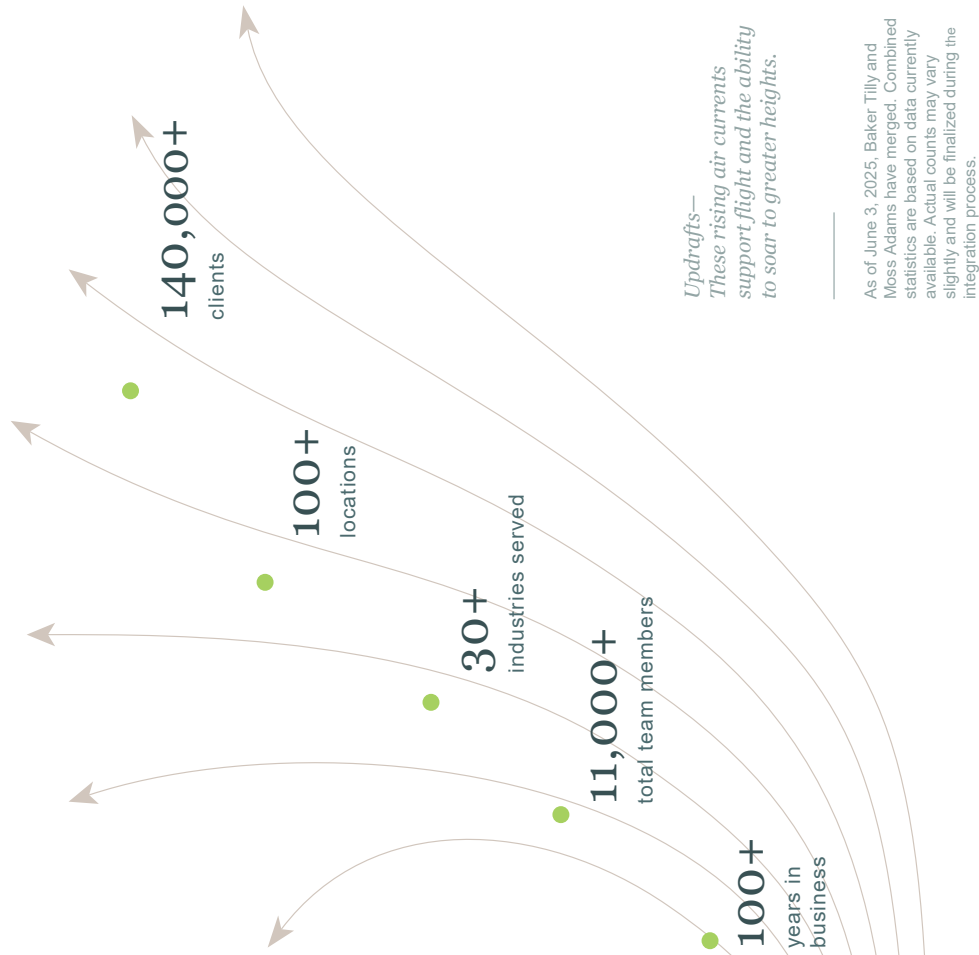 140,000+
clients
100+
locations
30+
industries served
11,000+
total team members
100+
years in
business
Updrafts—
These rising air currents
support flight and the ability
to soar to greater heights.
As of June 3, 2025, Baker Tilly and
Moss Adams have merged. Combined
statistics are based on data currently
available. Actual counts may vary
slightly and will be finalized during the
integration process.